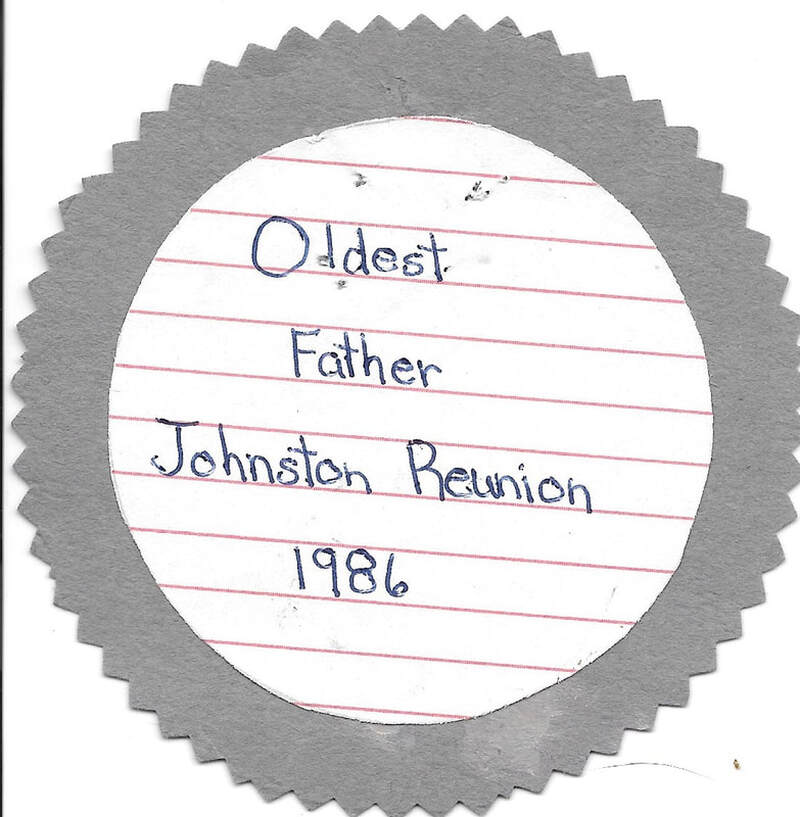 Oldest
Father
Johnston Reunion
1986